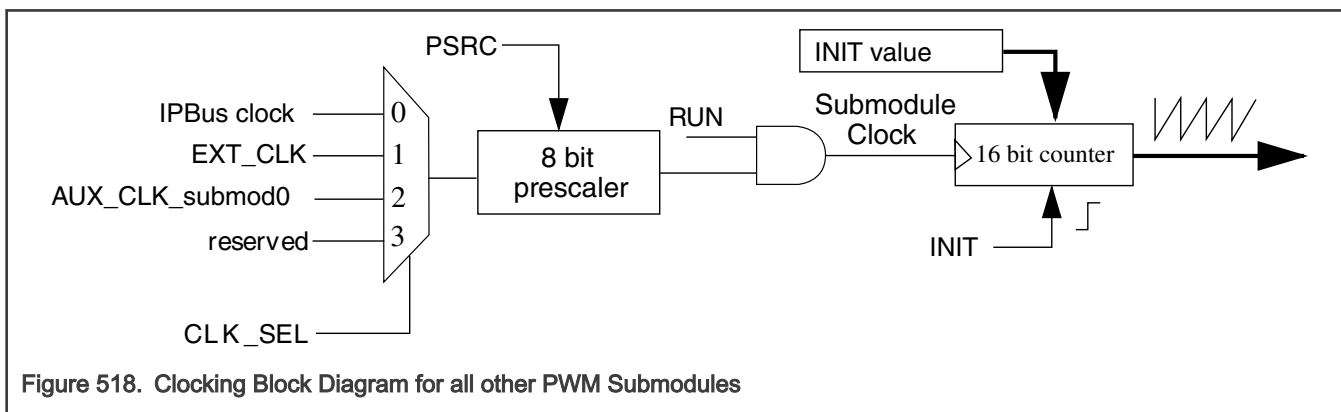 PSRC
IPBus clock
EXT_CLK
AUX_CLK_submod0
reserved
0
1
2
3
CLK_SEL
8 bit
prescaler
RUN
Submodule
Clock
INIT value
16 bit counter
INIT
Figure 518. Clocking Block Diagram for all other PWM Submodules